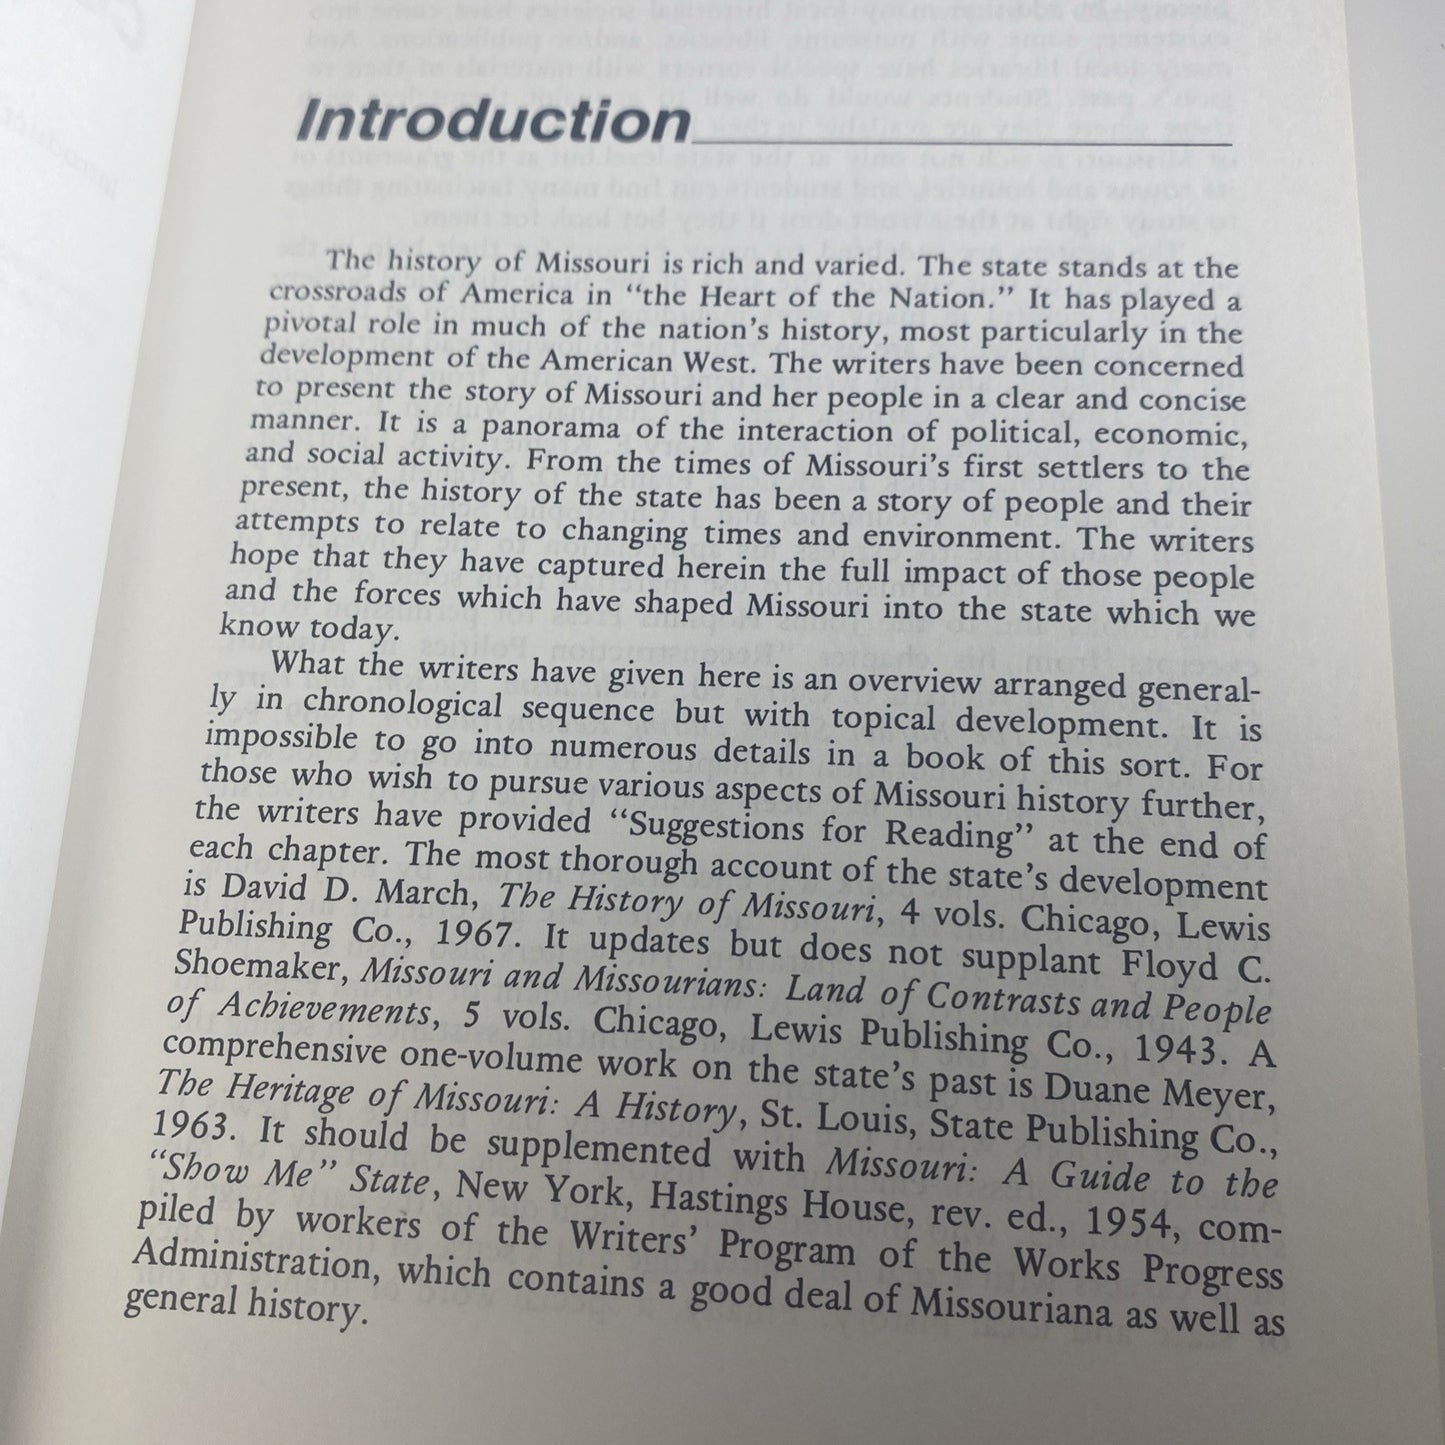 Introduction
The history of Missouri is rich and varied. The state stands at the
crossroads of America in “the Heart of the Nation.” It has played a
pivotal role in much of the nation’s history, most particularly in the
development of the American West. The writers have been concerned
to present the story of Missouri and her people in a clear and concise
manner. It is a panorama of the interaction of political, economic,
and social activity. From the times of Missouri’s first settlers to the
present, the history of the state has been a story of people and their
attempts to relate to changing times and environment. The writers
hope that they have captured herein the full impact of those people
and the forces which have shaped Missouri into the state which we
know today.
What the writers have given here is an overview arranged general-
ly in chronological sequence but with topical development. It is
impossible to go into numerous details in a book of this sort. For
those who wish to pursue various aspects of Missouri history further,
the writers have provided “Suggestions for Reading” at the end of
each chapter. The most thorough account of the state’s development
is David D. March, The History of Missouri, 4 vols. Chicago, Lewis
Publishing Co., 1967. It updates but does not supplant Floyd C.
Shoemaker, Missouri and Missourians: Land of Contrasts and People
of Achievements, 5 vols. Chicago, Lewis Publishing Co., 1943. A
comprehensive one-volume work on the state’s past is Duane Meyer,
The Heritage of Missouri: A History, St. Louis, State Publishing Co.,
1963. It should be supplemented with Missouri: A Guide to the
“Show Me” State, New York, Hastings House, rev. ed., 1954, com-
piled by workers of the Writers’ Program of the Works Progress
Administration, which contains a good deal of Missouriana as well as
general history.